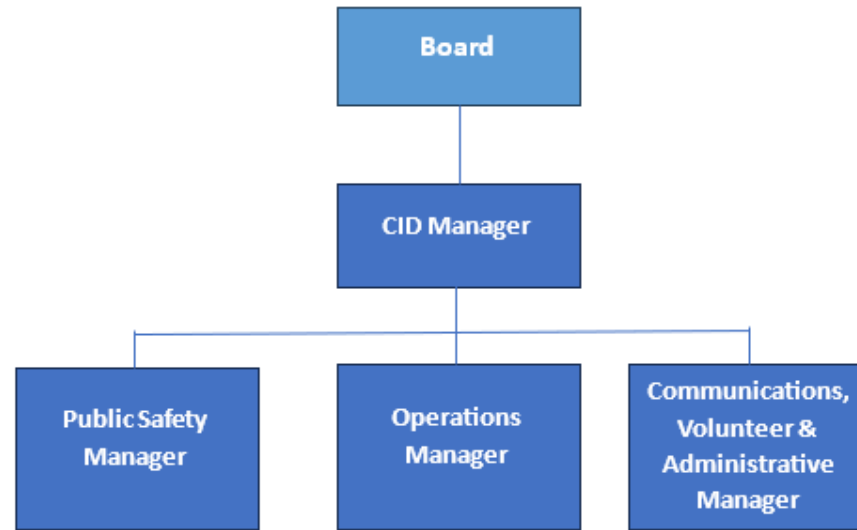 Board
CID Manager
Public Safety
Manager
Operations
Manager
Communications,
Volunteer &
Administrative
Manager